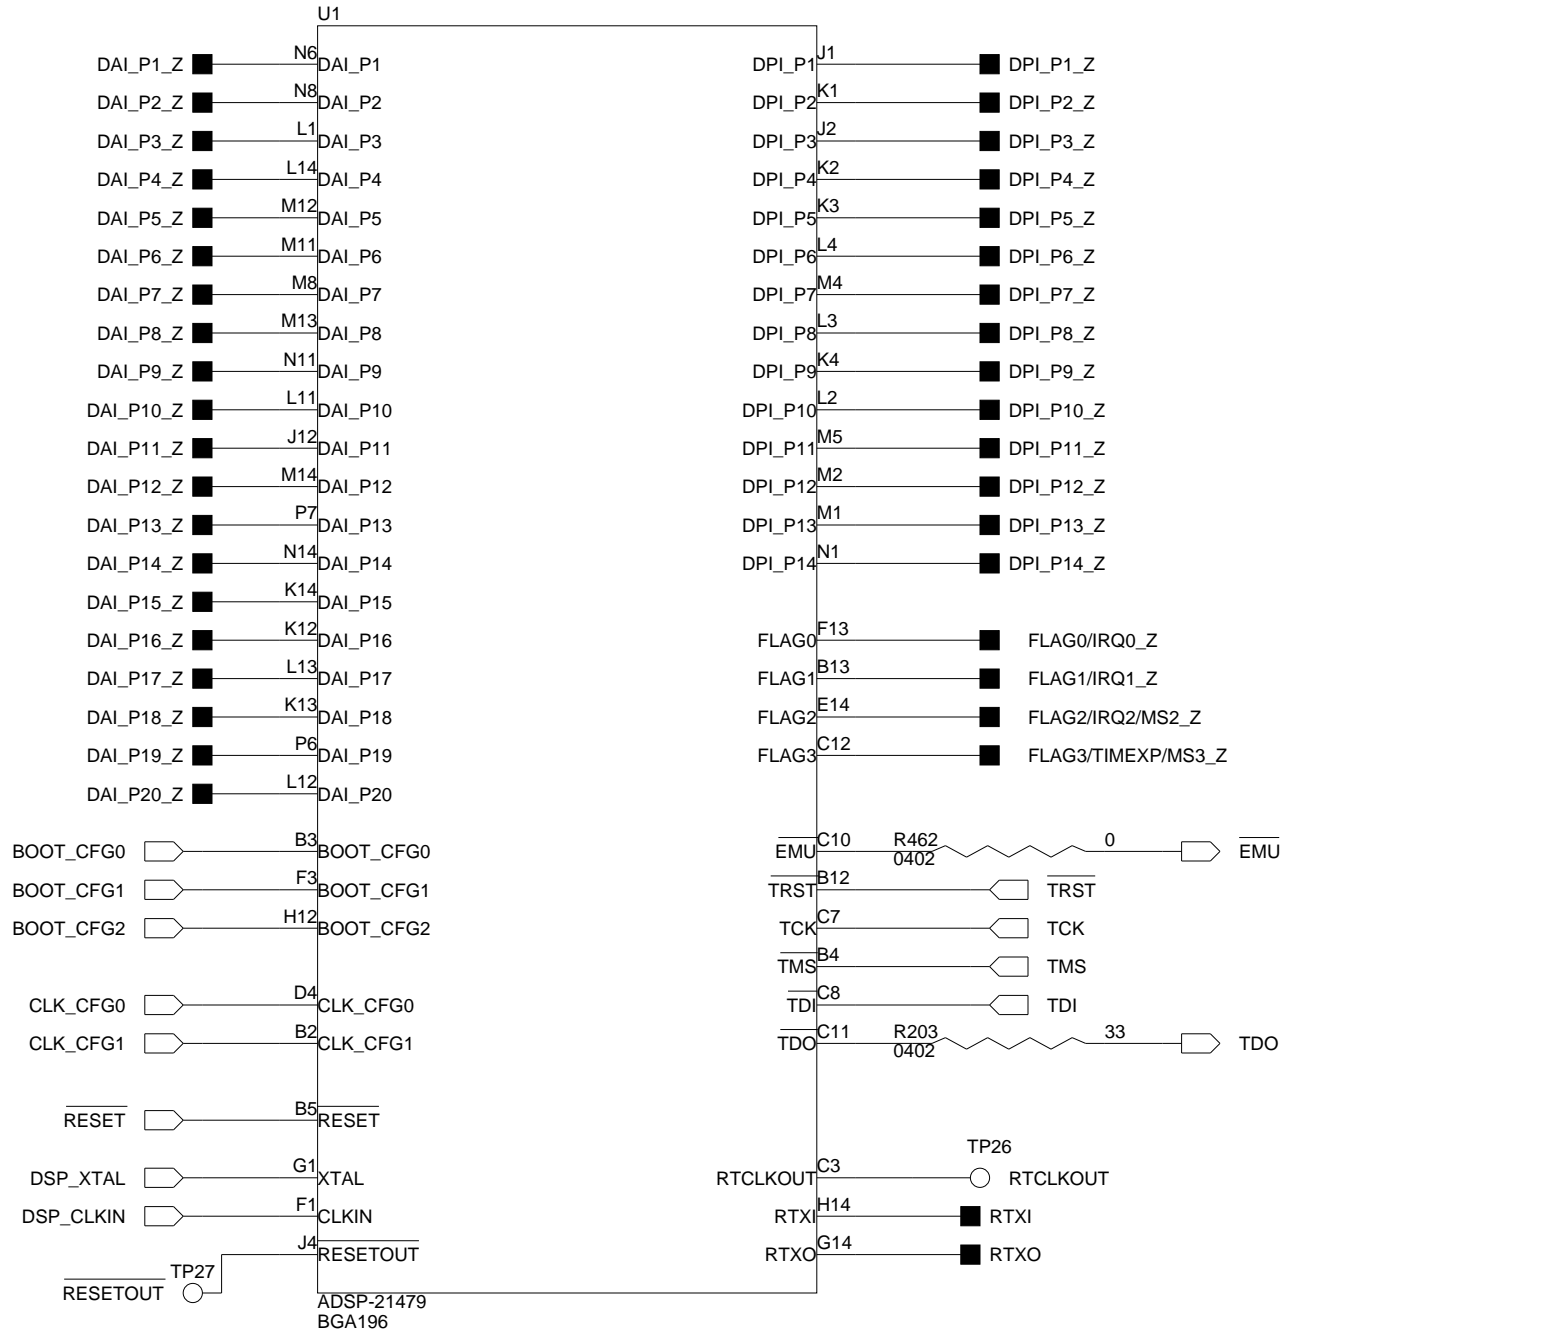 U1
DAI_P1_Z N6 DAI_P1 DPI_P1 J1 DPI_P1_Z
DAI_P2_Z N8 DAI_P2 DPI_P2 K1 DPI_P2_Z
DAI_P3_Z L1 DAI_P3 DPI_P3 J2 DPI_P3_Z
DAI_P4_Z L14 DAI_P4 DPI_P4 K2 DPI_P4_Z
DAI_P5_Z M12 DAI_P5 DPI_P5 K3 DPI_P5_Z
DAI_P6_Z M11 DAI_P6 DPI_P6 L4 DPI_P6_Z
DAI_P7_Z M8 DAI_P7 DPI_P7 M4 DPI_P7_Z
DAI_P8_Z M13 DAI_P8 DPI_P8 L3 DPI_P8_Z
DAI_P9_Z N11 DAI_P9 DPI_P9 K4 DPI_P9_Z
DAI_P10_Z L11 DAI_P10 DPI_P10 L2 DPI_P10_Z
DAI_P11_Z J12 DAI_P11 DPI_P11 M5 DPI_P11_Z
DAI_P12_Z M14 DAI_P12 DPI_P12 M2 DPI_P12_Z
DAI_P13_Z P7 DAI_P13 DPI_P13 M1 DPI_P13_Z
DAI_P14_Z N14 DAI_P14 DPI_P14 N1 DPI_P14_Z
DAI_P15_Z K14 DAI_P15
DAI_P16_Z K12 DAI_P16 FLAG0 F13 FLAG0/IRQ0_Z
DAI_P17_Z L13 DAI_P17 FLAG1 B13 FLAG1/IRQ1_Z
DAI_P18_Z K13 DAI_P18 FLAG2 E14 FLAG2/IRQ2/MS2_Z
DAI_P19_Z P6 DAI_P19 FLAG3 C12 FLAG3/TIMEXP/MS3_Z
DAI_P20_Z L12 DAI_P20
BOOT_CFG0 B3 BOOT_CFG0 EMU C10 R462 0402 0 EMU
BOOT_CFG1 F3 BOOT_CFG1 TRST B12 TRST
BOOT_CFG2 H12 BOOT_CFG2 TCK C7 TCK
TMS B4 TMS
CLK_CFG0 D4 CLK_CFG0 TDI C8 TDI
CLK_CFG1 B2 CLK_CFG1 TDO C11 R203 0402 33 TDO
RESET B5 RESET
TP26
DSP_XTAL G1 XTAL RTCLKOUT C3 RTCLKOUT
DSP_CLKIN F1 CLKIN RTXI H14 RTXI
J4 RESETOUT RTXO G14 RTXO
RESETOUT TP27
ADSP-21479
BGA196